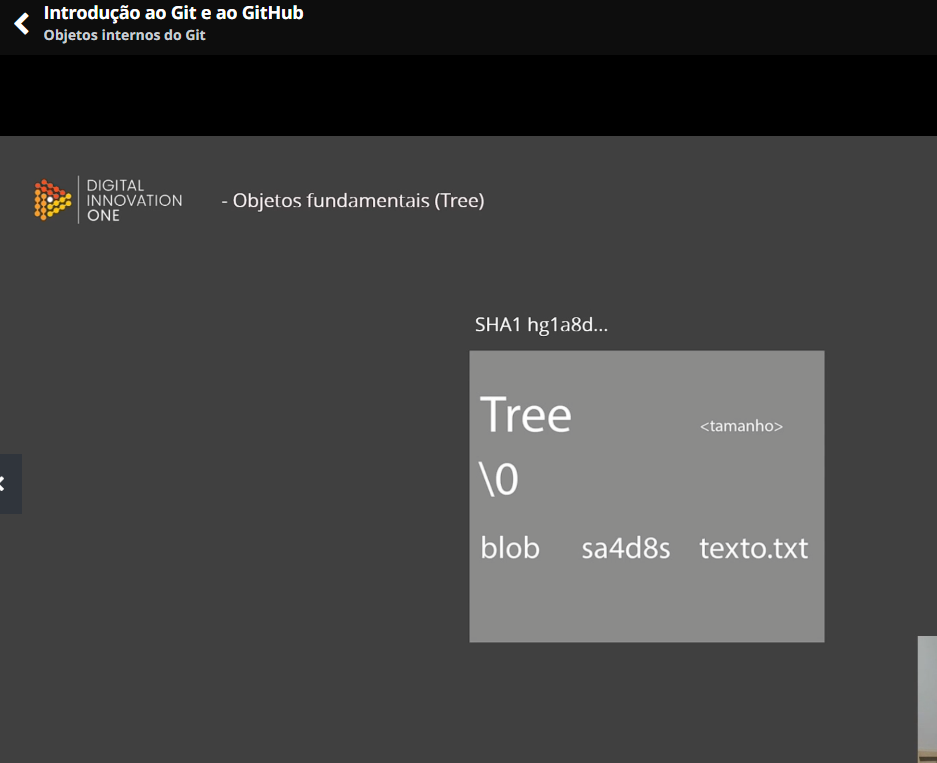 Introdução ao Git e ao GitHub
Objetos internos do Git
DIGITAL
INNOVATION
ONE
- Objetos fundamentais (Tree)
SHA1 hg1a8d...
Tree <tamanho>
\0
blob sa4d8s texto.txt